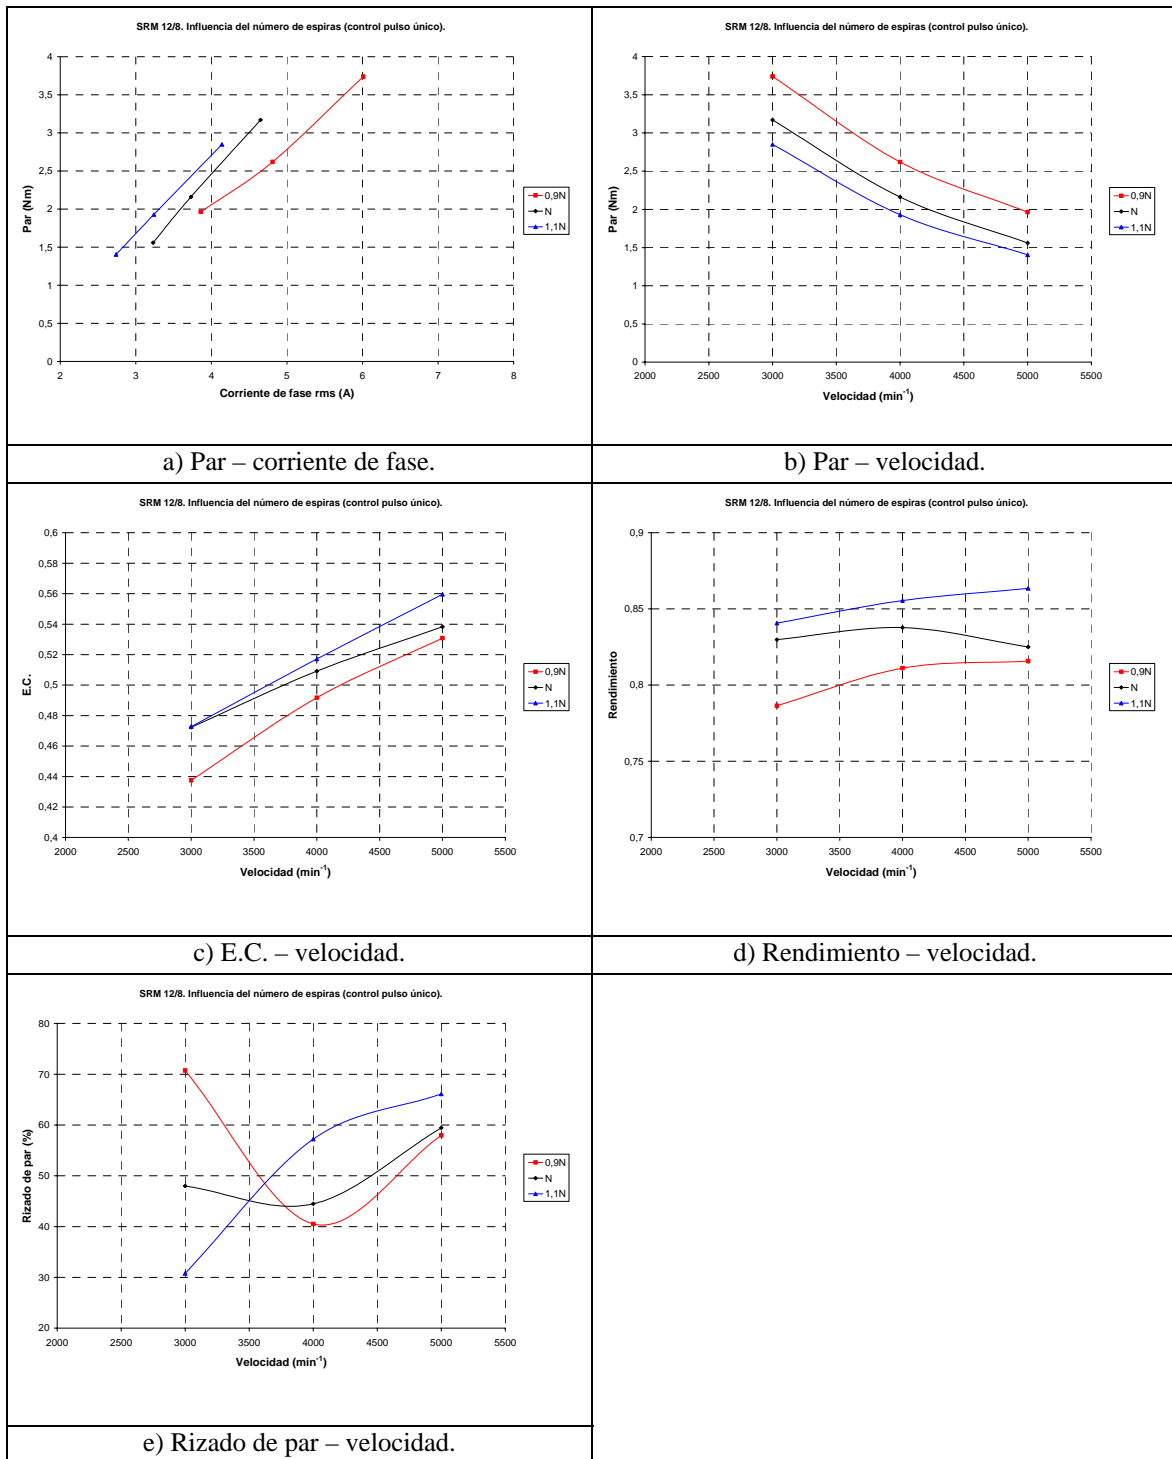 SRM 12/8. Influencia del número de espiras (control pulso único).
4
3,5
3
2,5
2
1,5
1
0,5
0
Par (Nm)
2 3 4 5 6 7 8
Corriente de fase rms (A)
0,9N
N
1,1N
a) Par – corriente de fase.
SRM 12/8. Influencia del número de espiras (control pulso único).
4
3,5
3
2,5
2
1,5
1
0,5
0
Par (Nm)
2000 2500 3000 3500 4000 4500 5000 5500
Velocidad (min-1)
0,9N
N
1,1N
b) Par – velocidad.
SRM 12/8. Influencia del número de espiras (control pulso único).
0,6
0,58
0,56
0,54
0,52
0,5
0,48
0,46
0,44
0,42
0,4
E.C.
2000 2500 3000 3500 4000 4500 5000 5500
Velocidad (min-1)
0,9N
N
1,1N
c) E.C. – velocidad.
SRM 12/8. Influencia del número de espiras (control pulso único).
0,9
0,85
0,8
0,75
0,7
Rendimiento
2000 2500 3000 3500 4000 4500 5000 5500
Velocidad (min-1)
0,9N
N
1,1N
d) Rendimiento – velocidad.
SRM 12/8. Influencia del número de espiras (control pulso único).
80
70
60
50
40
30
20
Rizado de par (%)
2000 2500 3000 3500 4000 4500 5000 5500
Velocidad (min-1)
0,9N
N
1,1N
e) Rizado de par – velocidad.